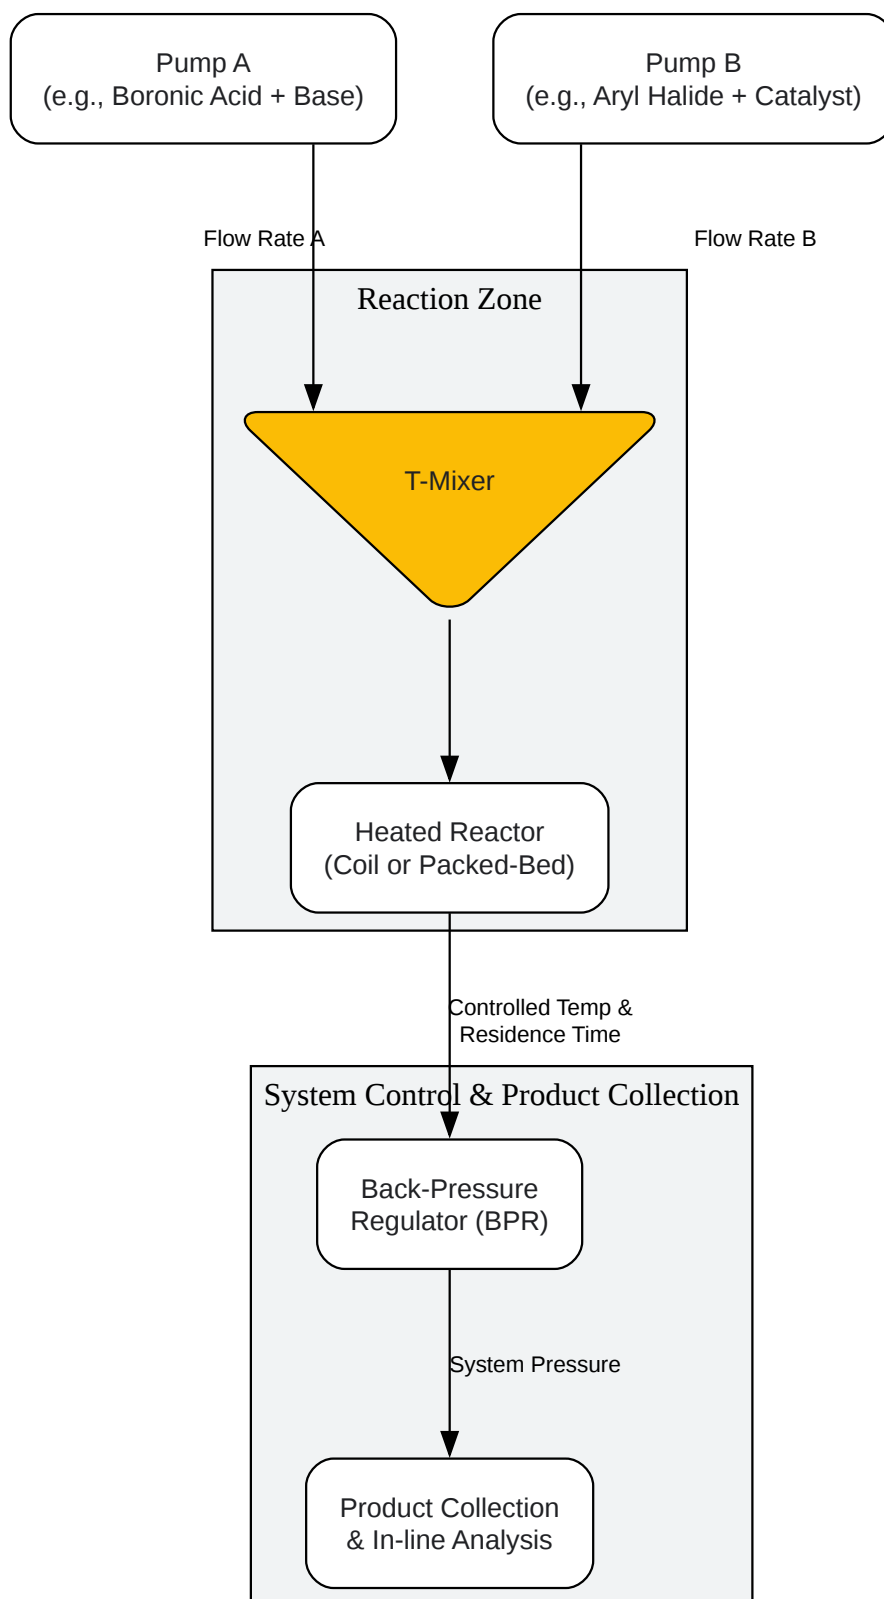 Pump A
(e.g., Boronic Acid + Base)
Pump B
(e.g., Aryl Halide + Catalyst)
Flow Rate A
Flow Rate B
Reaction Zone
T-Mixer
Heated Reactor
(Coil or Packed-Bed)
Controlled Temp &
Residence Time
System Control & Product Collection
Back-Pressure
Regulator (BPR)
System Pressure
Product Collection
& In-line Analysis